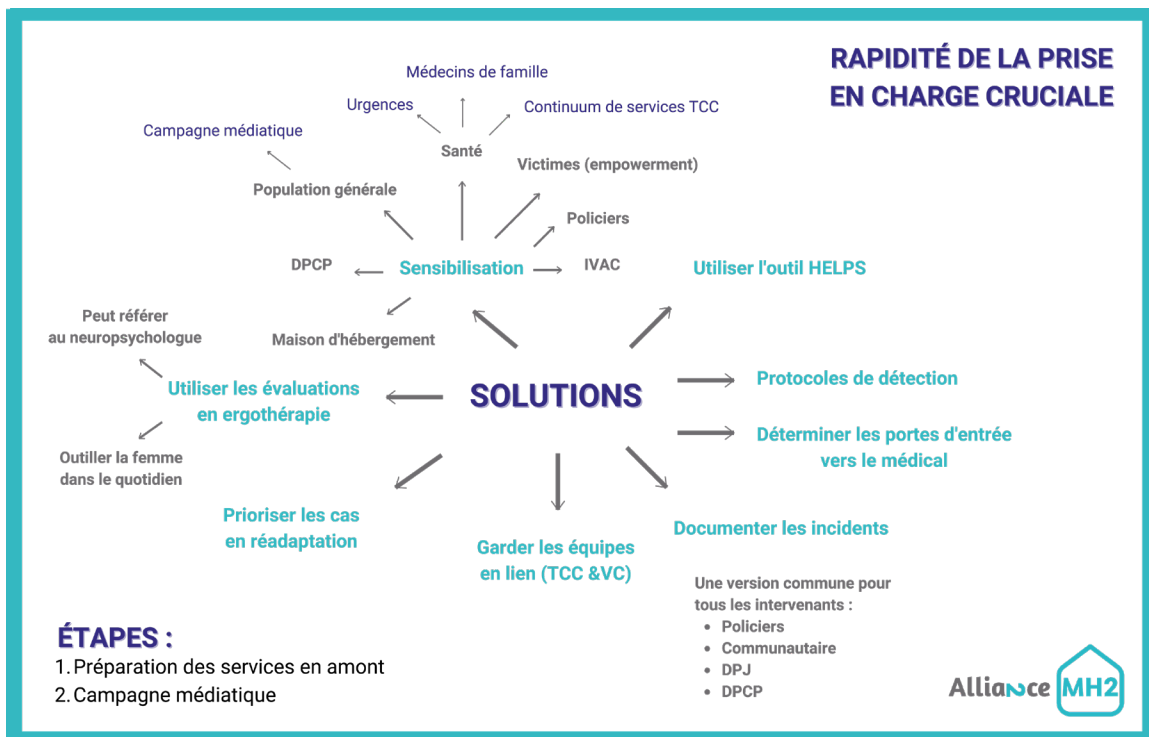 RAPIDITÉ DE LA PRISE
EN CHARGE CRUCIALE
Médecins de famille
Urgences
Continuum de services TCC
Campagne médiatique
Santé
Victimes (empowerment)
Population générale
Policiers
DPCP
Sensibilisation
IVAC
Utiliser l'outil HELPS
Peut référer
au neuropsychologue
Maison d'hébergement
Utiliser les évaluations
en ergothérapie
SOLUTIONS
Protocoles de détection
Déterminer les portes d'entrée
vers le médical
Outiller la femme
dans le quotidien
Prioriser les cas
en réadaptation
Garder les équipes
en lien (TCC &VC)
Documenter les incidents
Une version commune pour
tous les intervenants :
• Policiers
• Communautaire
• DPJ
• DPCP
ÉTAPES :
1. Préparation des services en amont
2. Campagne médiatique
Alliance MH2